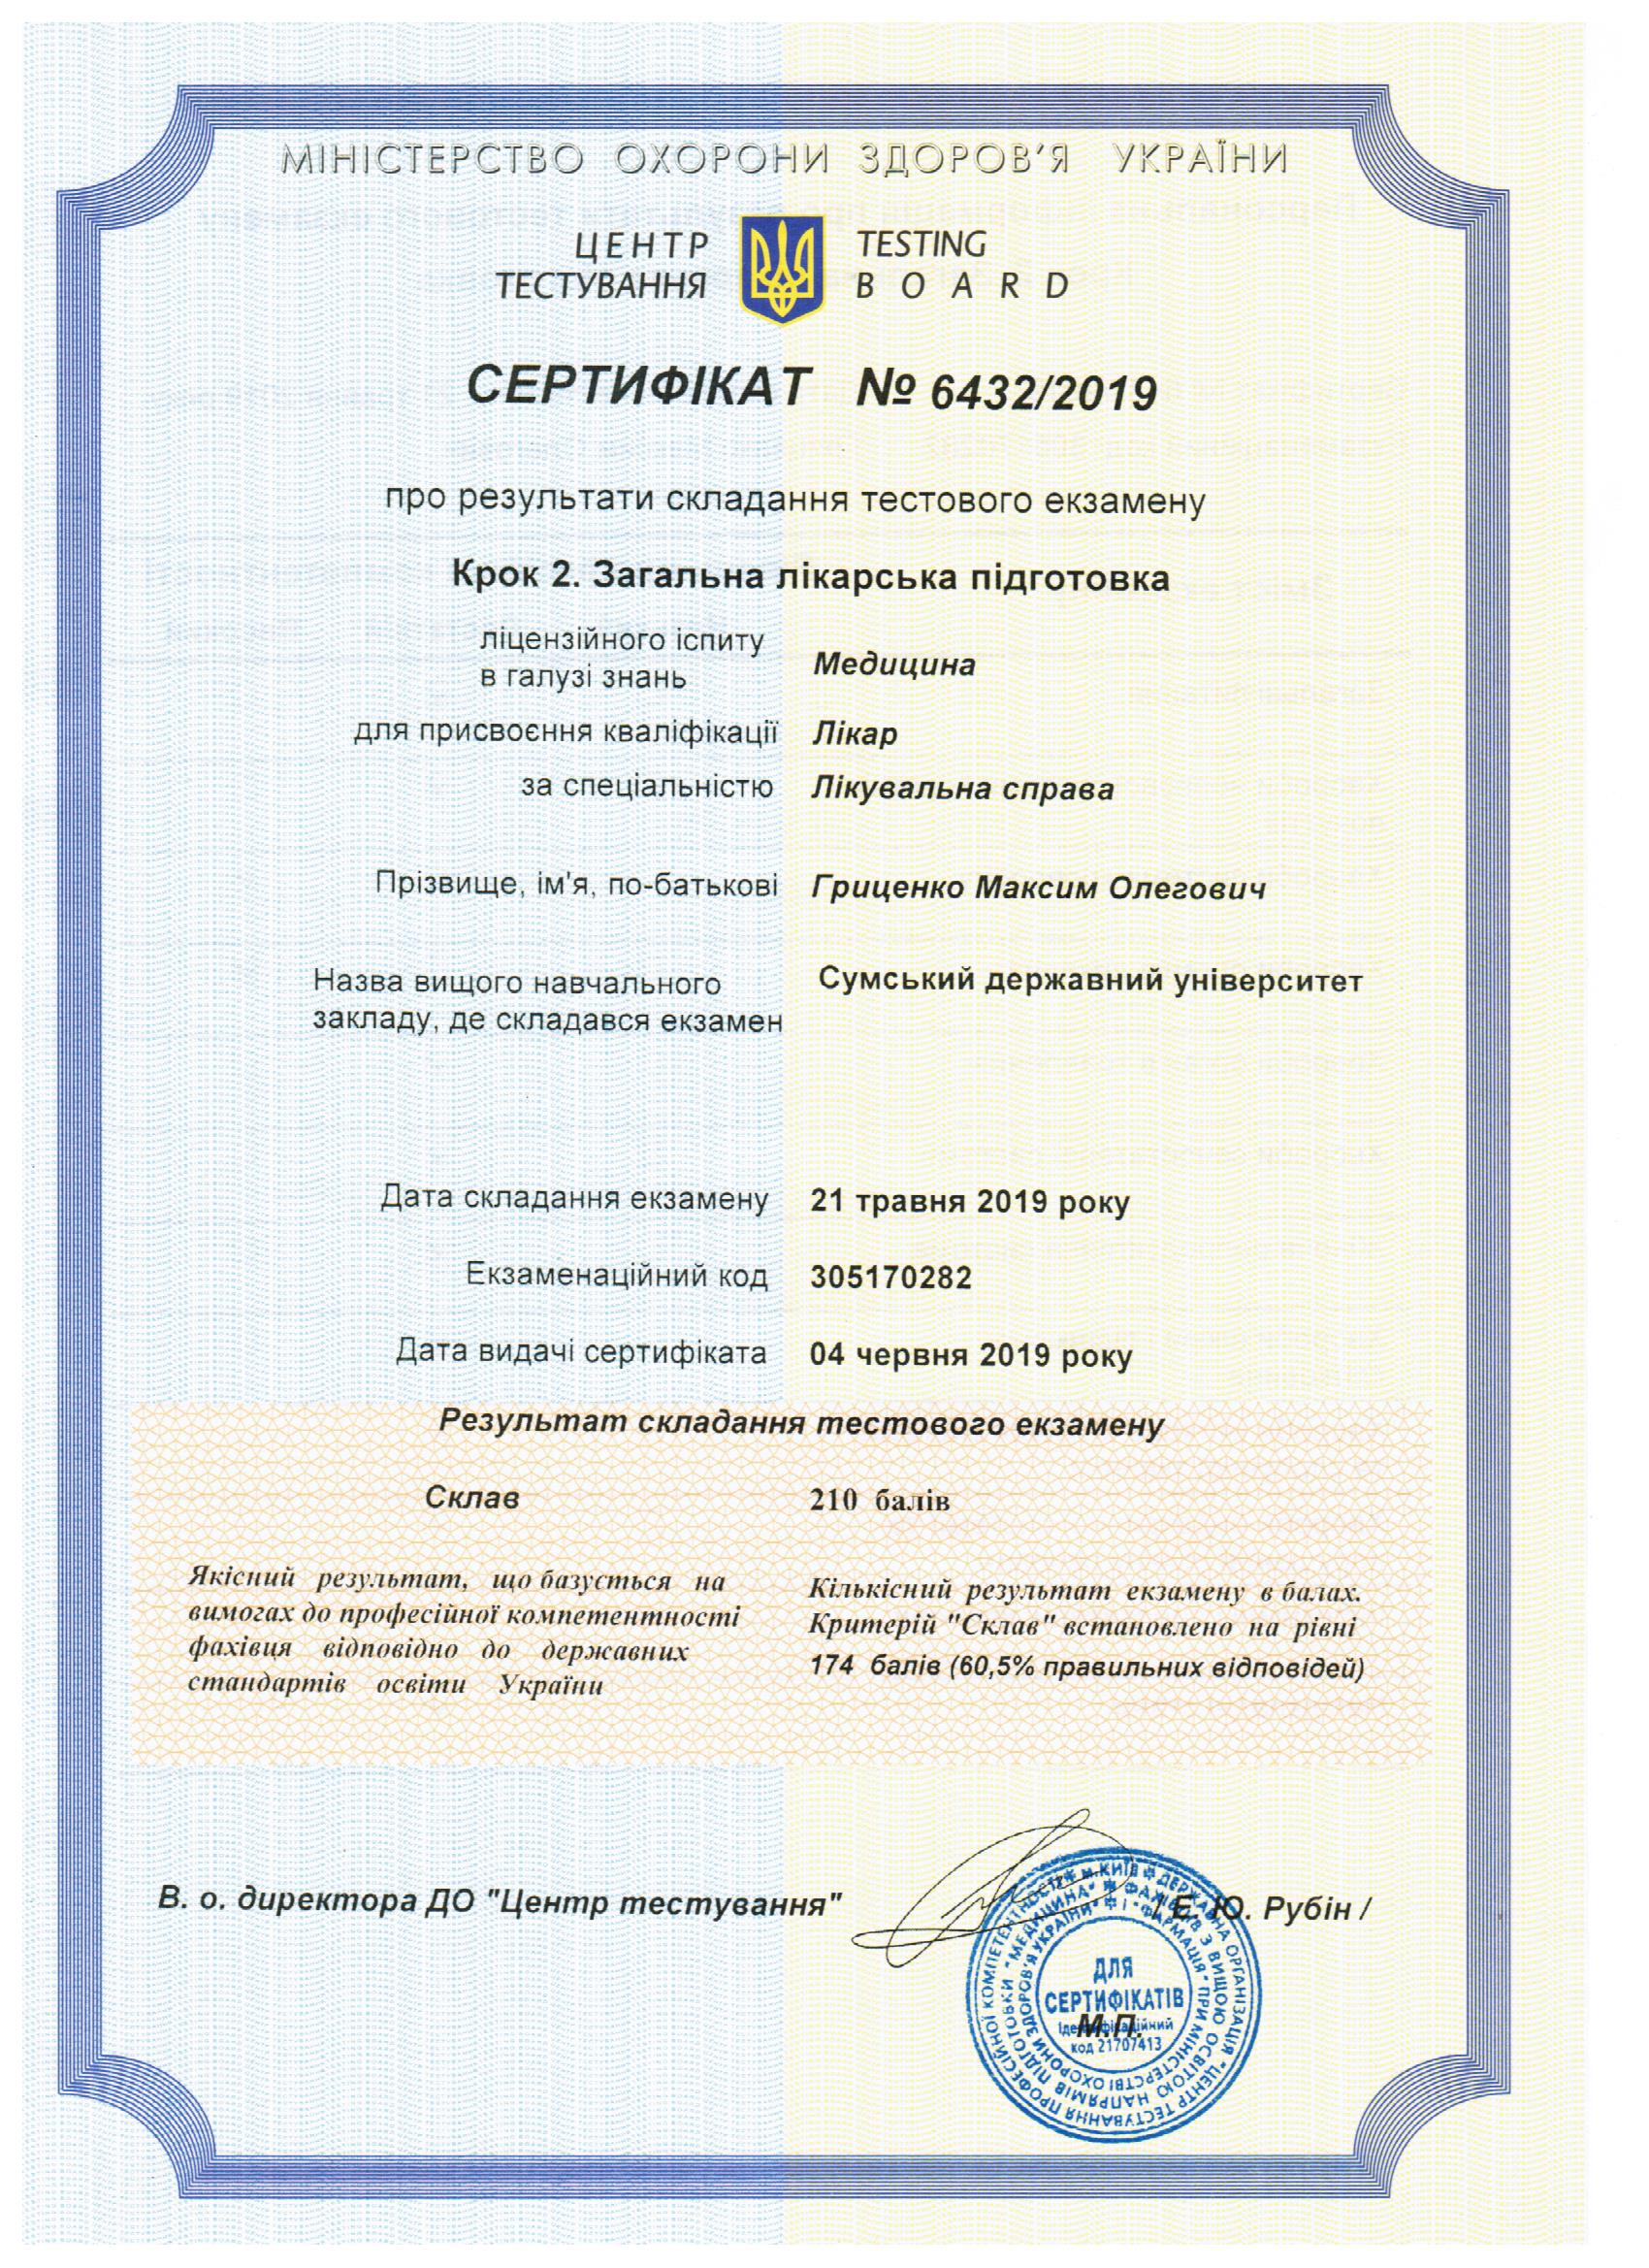 МІНІСТЕРСТВО ОХОРОНИ ЗДОРОВ'Я УКРАЇНИ
ЦЕНТР ТЕСТУВАННЯ
TESTING BOARD
СЕРТИФІКАТ № 6432/2019
про результати складання тестового екзамену
Крок 2. Загальна лікарська підготовка
ліцензійного іспиту
в галузі знань Медицина
для присвоєння кваліфікації Лікар
за спеціальністю Лікувальна справа
Прізвище, ім'я, по-батькові Гриценко Максим Олегович
Назва вищого навчального Сумський державний університет
закладу, де складався екзамен
Дата складання екзамену 21 травня 2019 року
Екзаменаційний код 305170282
Дата видачі сертифіката 04 червня 2019 року
Результат складання тестового екзамену
Склав 210 балів
Якісний результат, що базується на
вимогах до професійної компетентності
фахівця відповідно до державних
стандартів освіти України
Кількісний результат екзамену в балах.
Критерій "Склав" встановлено на рівні
174 балів (60,5% правильних відповідей)
В. о. директора ДО "Центр тестування" / Е. Ю. Рубін /
М.П.
ДЛЯ
СЕРТИФІКАТІВ
Ідентифікаційний
код 21707413
ДЕРЖАВНА ОРГАНІЗАЦІЯ "ЦЕНТР ТЕСТУВАННЯ ПРОФЕСІЙНОЇ КОМПЕТЕНТНОСТІ
ФАХІВЦІВ З ВИЩОЮ ОСВІТОЮ НАПРЯМІВ ПІДГОТОВКИ "МЕДИЦИНА"
І "ФАРМАЦІЯ" ПРИ МІНІСТЕРСТВІ ОХОРОНИ ЗДОРОВ'Я УКРАЇНИ"
м.КИЇВ